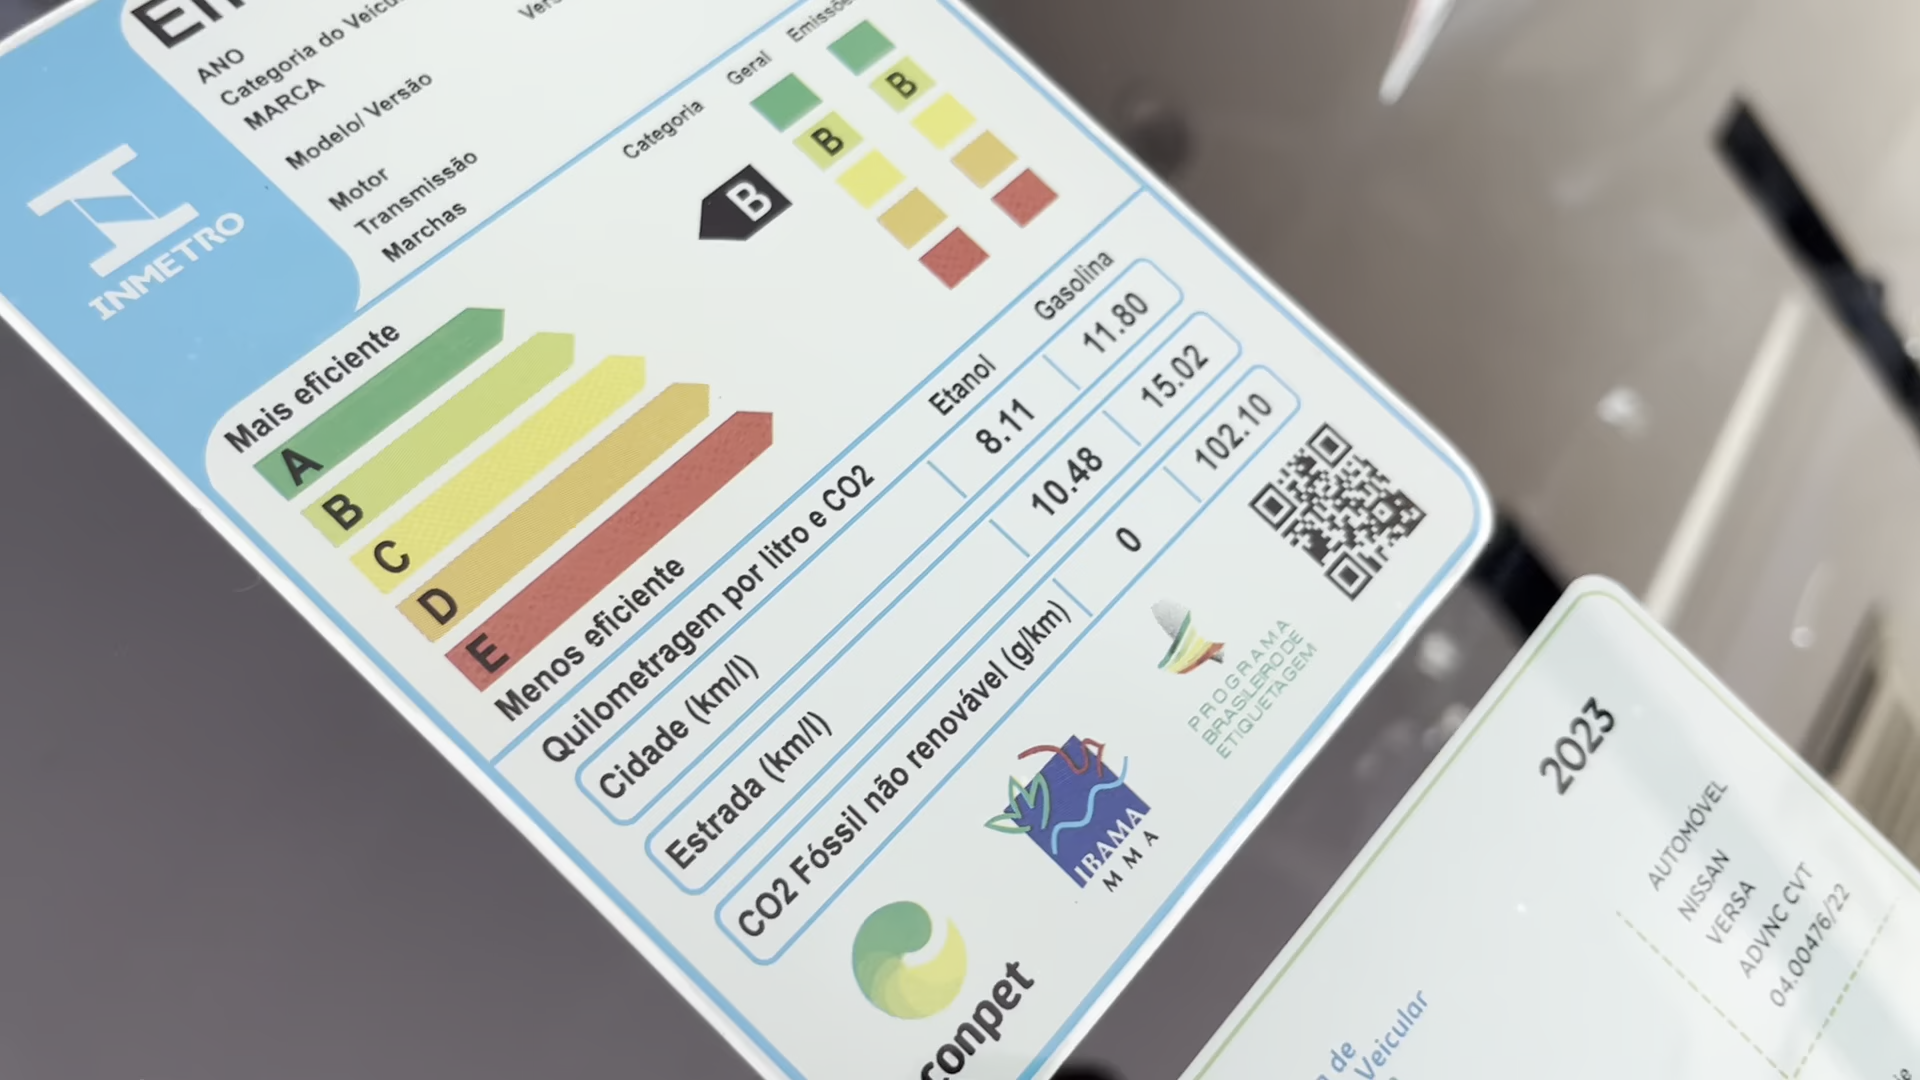 En
ANO
Categoria do Veícu
MARCA
Modelo/ Versão
Motor
Transmissão
Marchas
INMETRO
Categoria
Geral
Emissõe
B
B
B
Mais eficiente
A
B
C
D
E
Menos eficiente
Quilometragem por litro e CO2
Etanol
Gasolina
Cidade (km/l) 8.11 11.80
Estrada (km/l) 10.48 15.02
CO2 Fóssil não renovável (g/km) 0 102.10
conpet
IBAMA
MMA
PROGRAMA
BRASILEIRO DE
ETIQUETAGEM
2023
AUTOMÓVEL
NISSAN
VERSA
ADVNC CVT
04.00476/22
de
Veicular